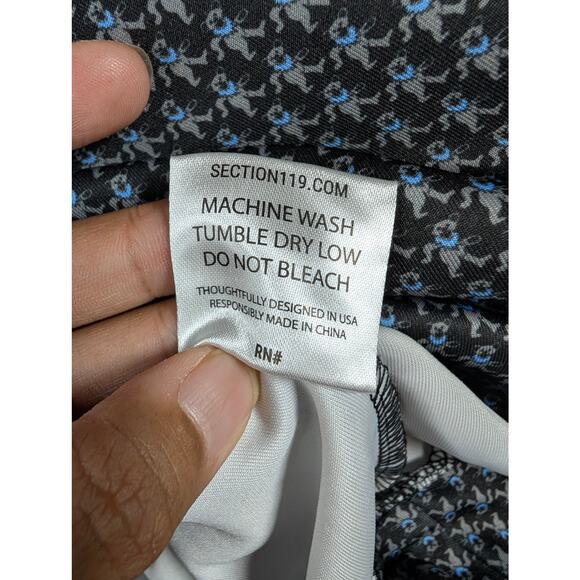 SECTION119.COM
MACHINE WASH
TUMBLE DRY LOW
DO NOT BLEACH
THOUGHTFULLY DESIGNED IN USA
RESPONSIBLY MADE IN CHINA
RN#